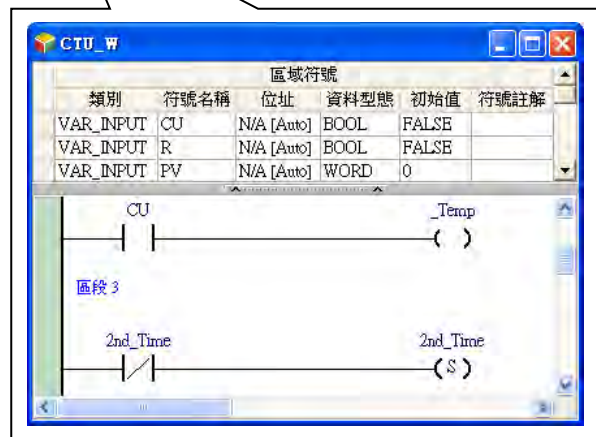 CTU_W
區域符號
類別 符號名稱 位址 資料型態 初始值 符號註解
VAR_INPUT CU N/A [Auto] BOOL FALSE
VAR_INPUT R N/A [Auto] BOOL FALSE
VAR_INPUT PV N/A [Auto] WORD 0
CU _Temp
區段 3
2nd_Time 2nd_Time
S